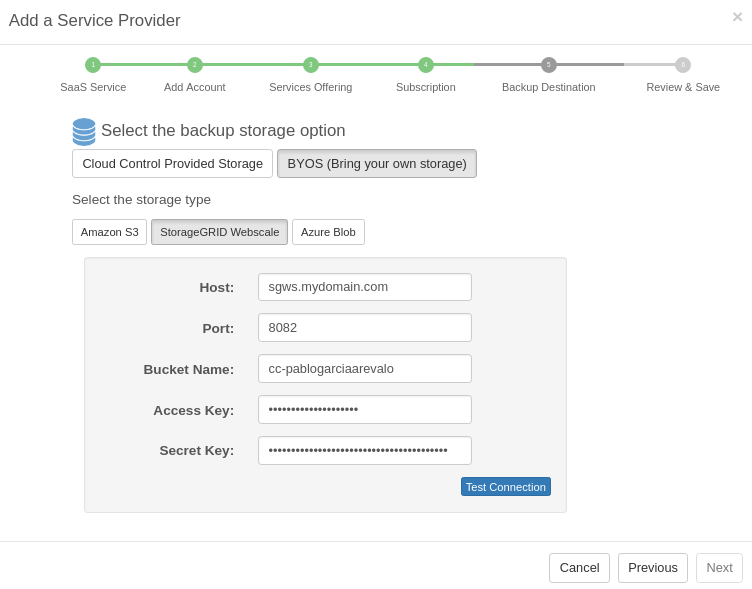 Add a Service Provider
×
1 2 3 4 5 6
SaaS Service Add Account Services Offering Subscription Backup Destination Review & Save
Select the backup storage option
Cloud Control Provided Storage BYOS (Bring your own storage)
Select the storage type
Amazon S3 StorageGRID Webscale Azure Blob
Host: sgws.mydomain.com
Port: 8082
Bucket Name: cc-pablogarciaarevalo
Access Key: ••••••••••••••••••••
Secret Key: ••••••••••••••••••••••••••••••••••••••••
Test Connection
Cancel Previous Next